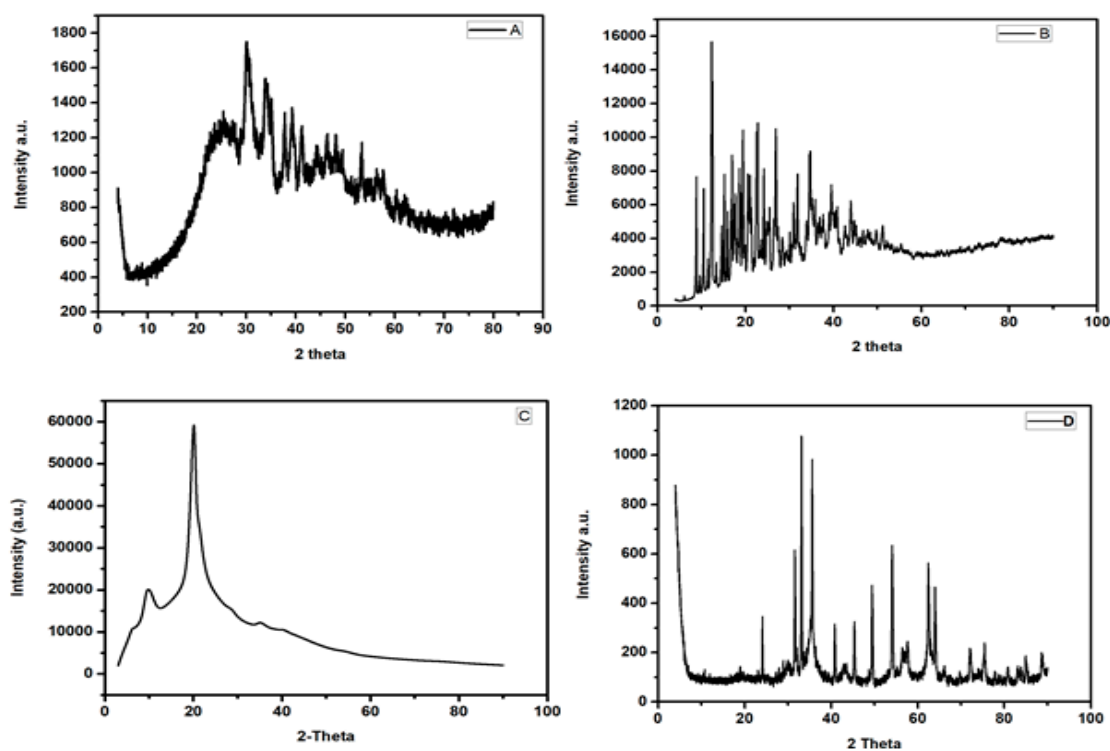 A
Intensity a.u.
1800
1600
1400
1200
1000
800
600
400
200
0 10 20 30 40 50 60 70 80 90
2 theta
B
Intensity a.u.
16000
14000
12000
10000
8000
6000
4000
2000
0
0 20 40 60 80 100
2 theta
C
Intensity (a.u.)
60000
50000
40000
30000
20000
10000
0
0 20 40 60 80 100
2-Theta
D
Intensity a.u.
1200
1000
800
600
400
200
0
0 20 40 60 80 100
2 Theta